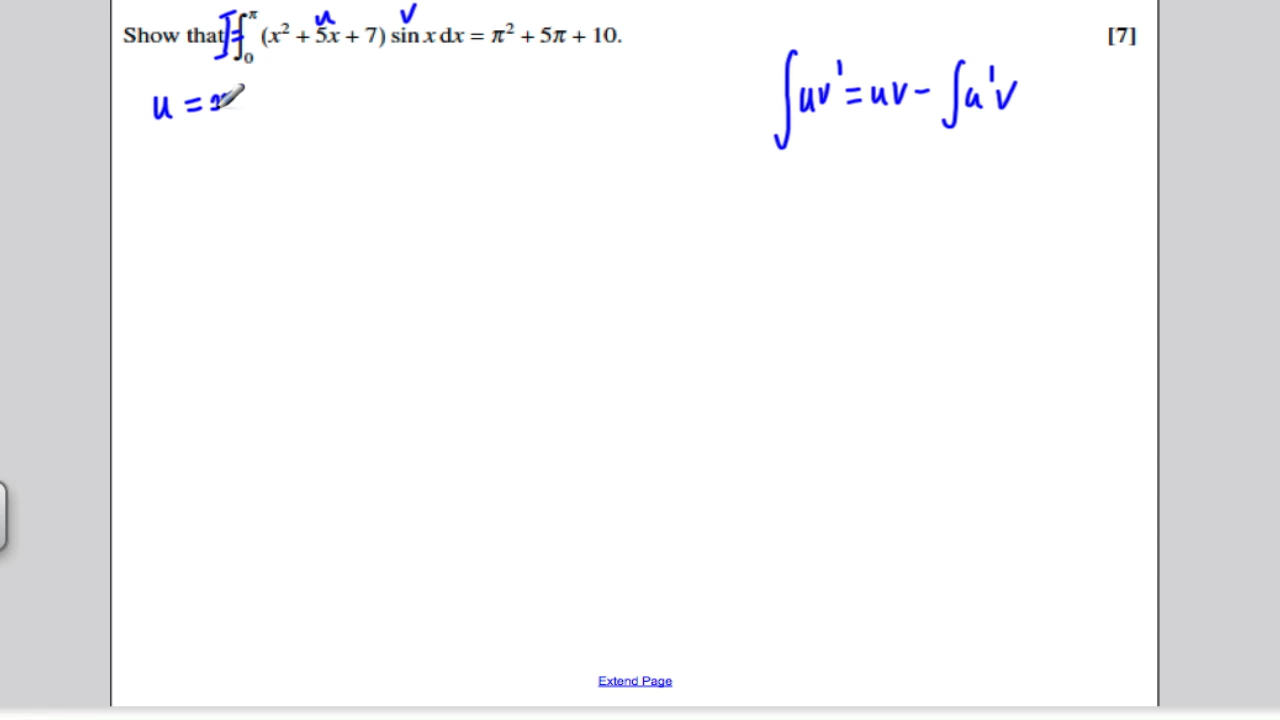 Show that I = ∫₀^π (x² + 5x + 7) sin x dx = π² + 5π + 10. [7]
u v
u = x
∫uv' = uv - ∫u'v
Extend Page